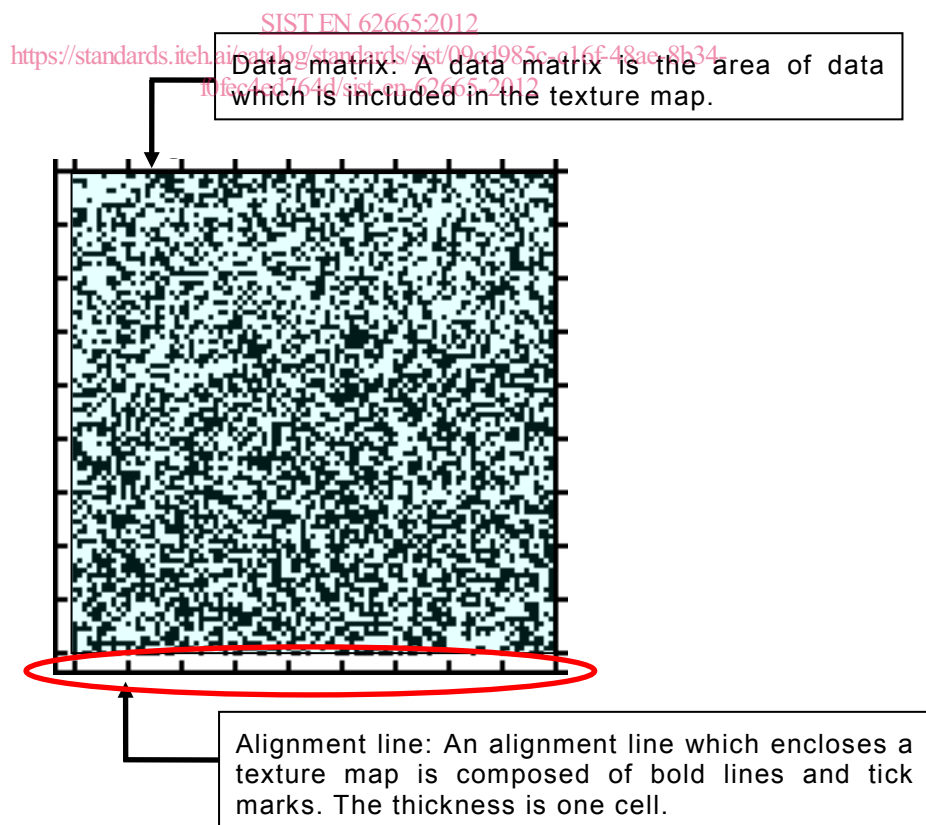 SIST EN 62665:2012
https://standards.iteh.ai/catalog/standards/sist/09cd985c-a16f-48ae-8b34-
f0fec4ed764d/sist-en-62665-2012
Data matrix: A data matrix is the area of data
which is included in the texture map.
Alignment line: An alignment line which encloses a
texture map is composed of bold lines and tick
marks. The thickness is one cell.